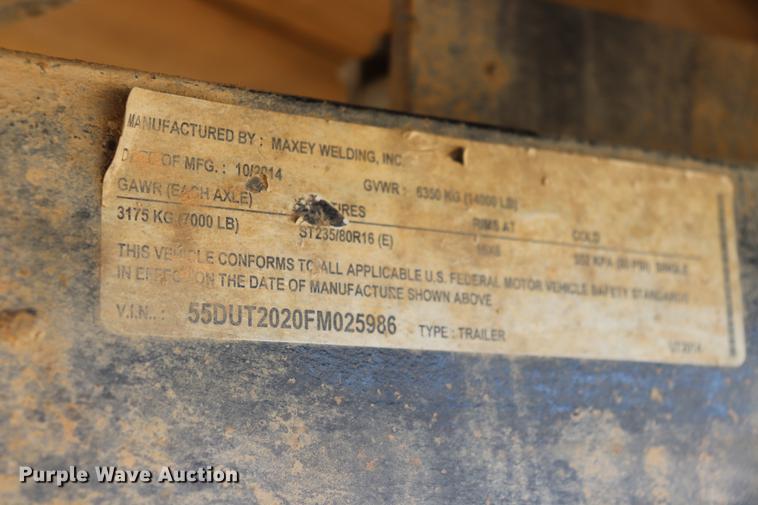 MANUFACTURED BY : MAXEY WELDING, INC
DATE OF MFG. : 10/2014
GVWR : 6350 KG (14000 LB)
GAWR (EACH AXLE) TIRES RIMS AT COLD
3175 KG (7000 LB) ST235/80R16 (E) SINGLE
THIS VEHICLE CONFORMS TO ALL APPLICABLE U.S. FEDERAL MOTOR VEHICLE SAFETY STANDARDS
IN EFFECT ON THE DATE OF MANUFACTURE SHOWN ABOVE
V.I.N.. : 55DUT2020FM025986 TYPE : TRAILER
Purple Wave Auction